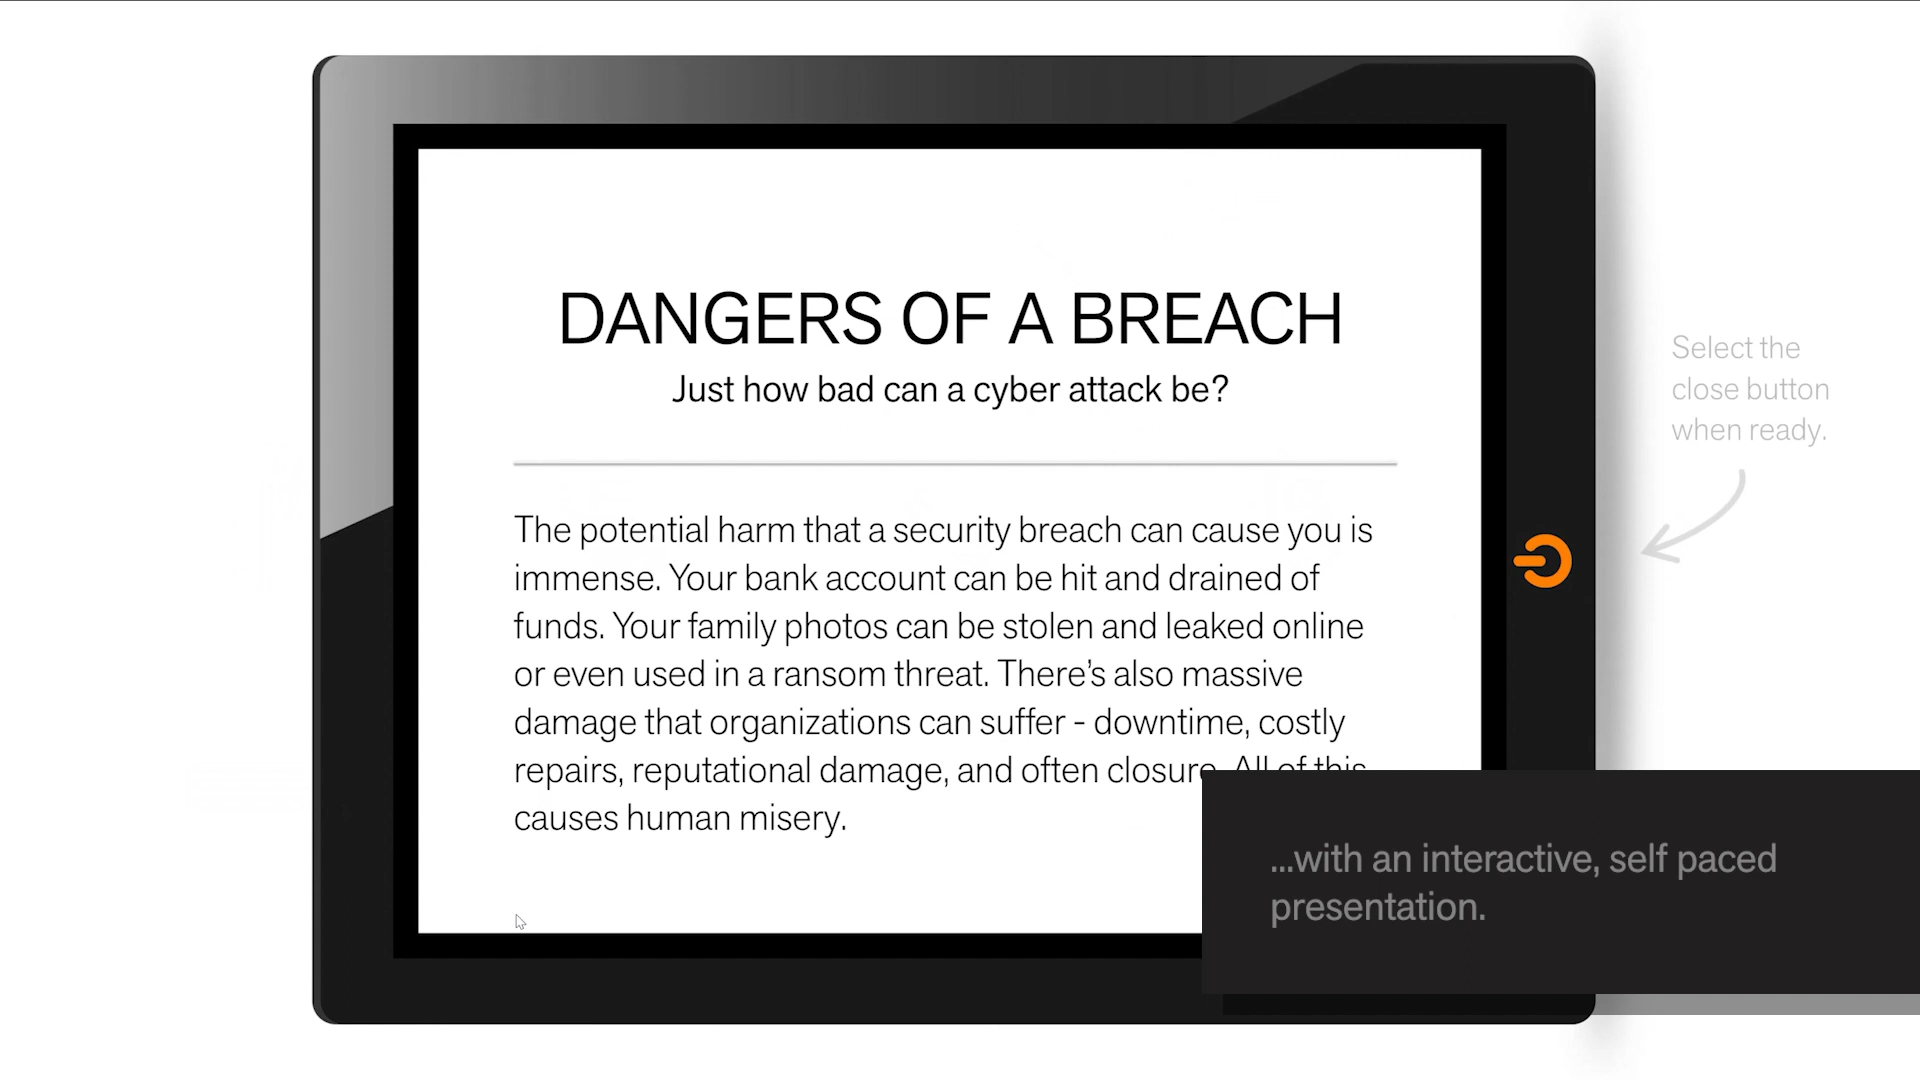 DANGERS OF A BREACH
Just how bad can a cyber attack be?
The potential harm that a security breach can cause you is
immense. Your bank account can be hit and drained of
funds. Your family photos can be stolen and leaked online
or even used in a ransom threat. There’s also massive
damage that organizations can suffer - downtime, costly
repairs, reputational damage, and often closure. All of this
causes human misery.
Select the
close button
when ready.
...with an interactive, self paced
presentation.